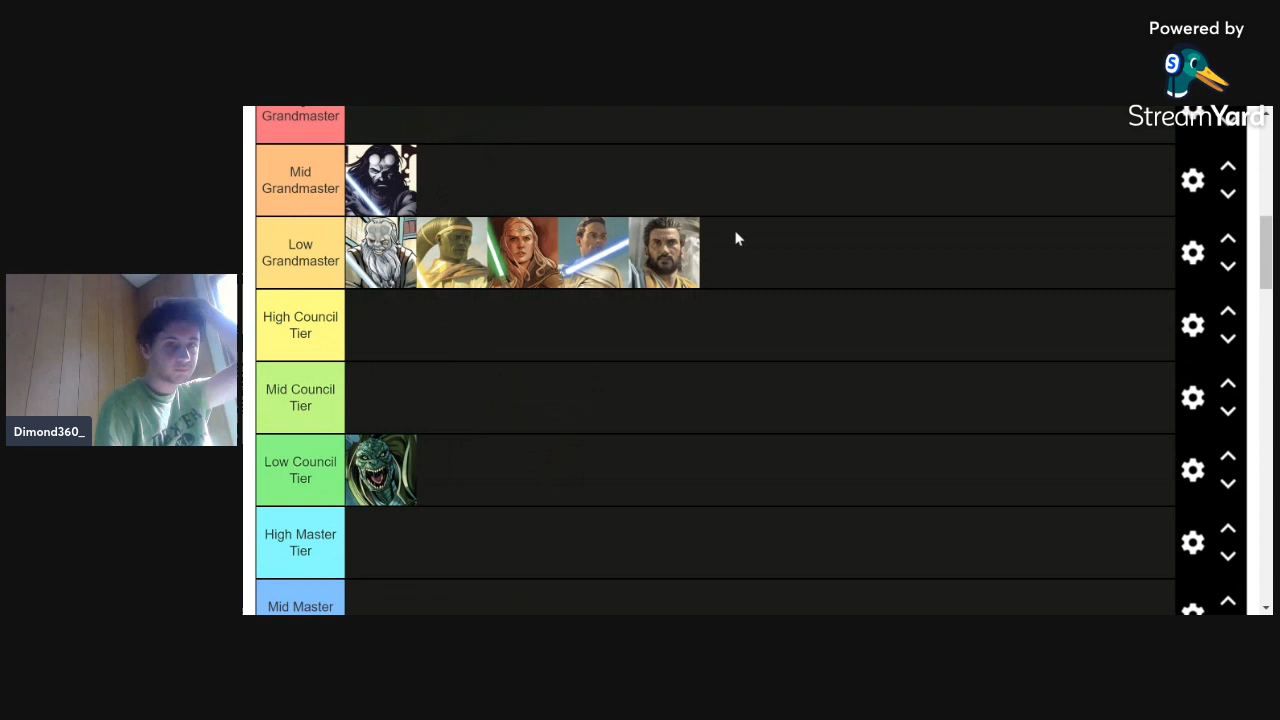 Powered by
StreamYard
Grandmaster
Mid
Grandmaster
Low
Grandmaster
High Council
Tier
Mid Council
Tier
Low Council
Tier
High Master
Tier
Mid Master
Dimond360_